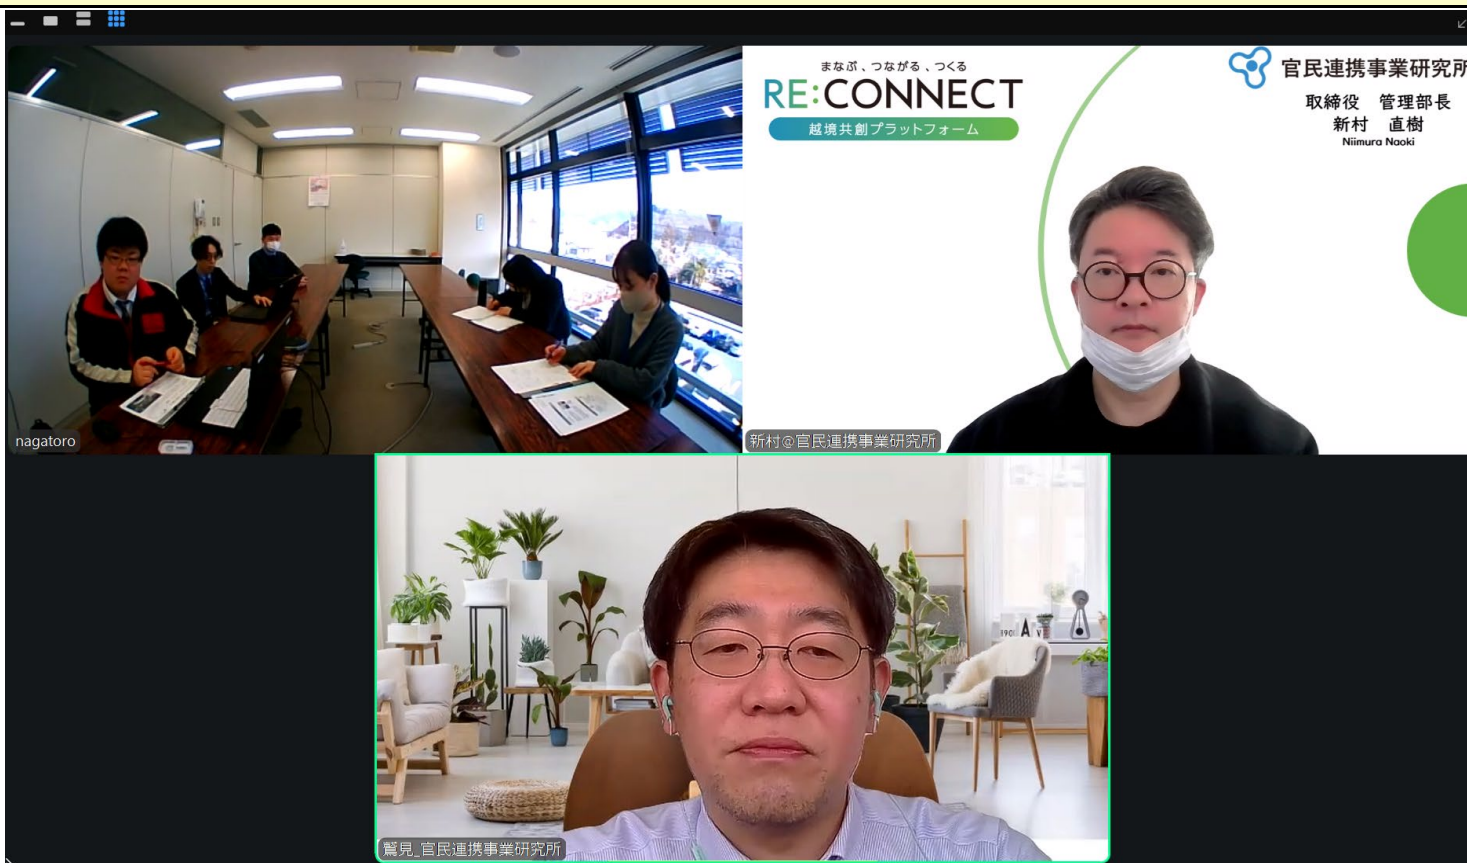 まなぶ、つながる、つくる
RE:CONNECT
越境共創プラットフォーム
官民連携事業研究所
取締役 管理部長
新村 直樹
Niimura Naoki
nagatoro
新村@官民連携事業研究所
A
鷲見_官民連携事業研究所